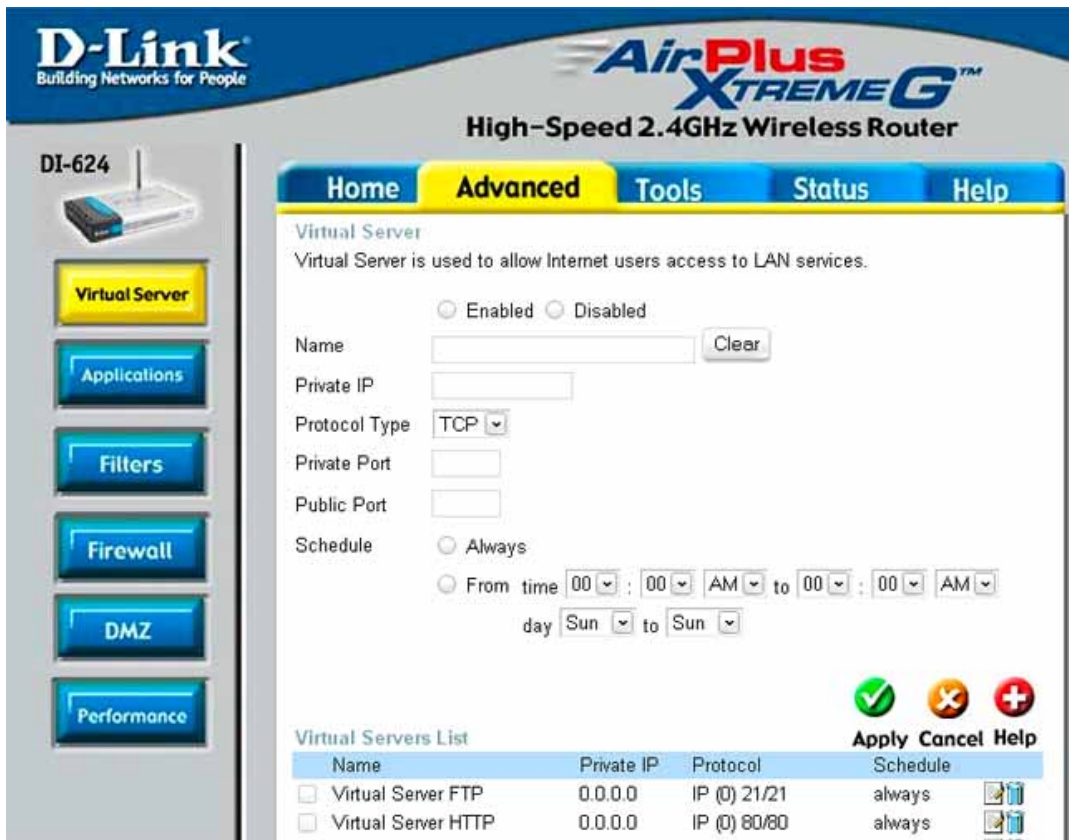 D-Link
Building Networks for People
AirPlus
XTREME G™
High-Speed 2.4GHz Wireless Router
DI-624
Home Advanced Tools Status Help
Virtual Server
Applications
Filters
Firewall
DMZ
Performance
Virtual Server
Virtual Server is used to allow Internet users access to LAN services.
Enabled Disabled
Name Clear
Private IP
Protocol Type TCP
Private Port
Public Port
Schedule Always
From time 00 : 00 AM to 00 : 00 AM
day Sun to Sun
Apply Cancel Help
Virtual Servers List
Name Private IP Protocol Schedule
Virtual Server FTP 0.0.0.0 IP (0) 21/21 always
Virtual Server HTTP 0.0.0.0 IP (0) 80/80 always